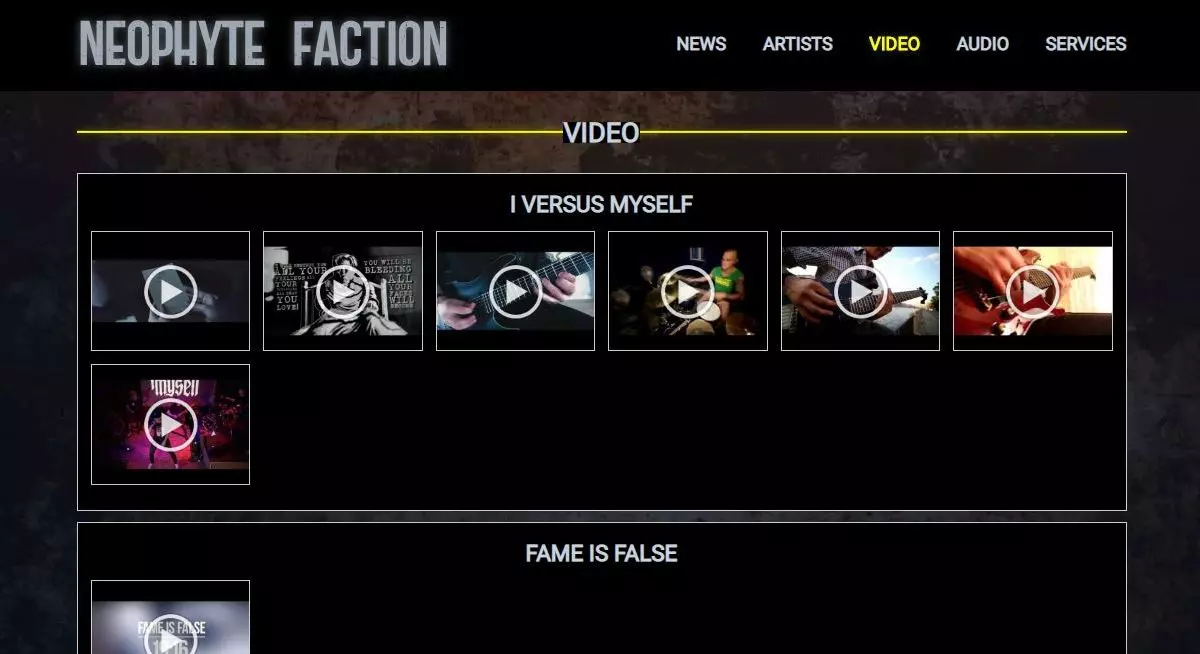 NEOPHYTE FACTION
NEWS ARTISTS VIDEO AUDIO SERVICES
VIDEO
I VERSUS MYSELF
ALL YOUR
YOUR
YOU
LOVE!
YOU WILL BE
BLEEDING
ALL
YOUR
WILL
myself
FAME IS FALSE
FAME IS FALSE